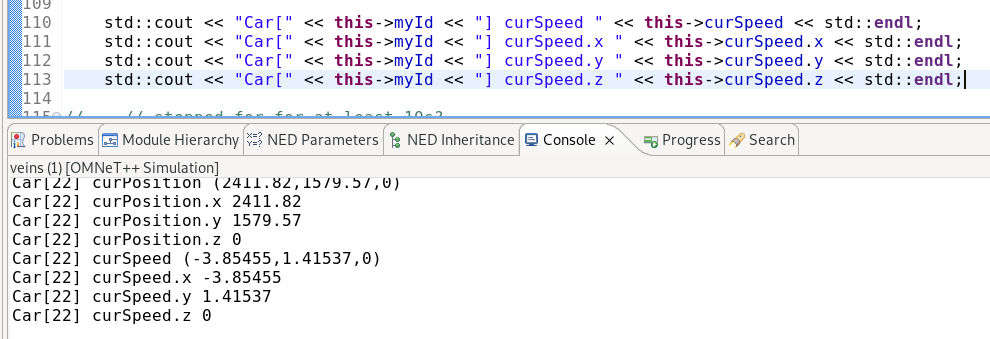 109
110 std::cout << "Car[" << this->myId << "] curSpeed " << this->curSpeed << std::endl;
111 std::cout << "Car[" << this->myId << "] curSpeed.x " << this->curSpeed.x << std::endl;
112 std::cout << "Car[" << this->myId << "] curSpeed.y " << this->curSpeed.y << std::endl;
113 std::cout << "Car[" << this->myId << "] curSpeed.z " << this->curSpeed.z << std::endl;
114
115 // // stopped for for at least 10s?
Problems Module Hierarchy NED Parameters NED Inheritance Console Progress Search
veins (1) [OMNeT++ Simulation]
Car[22] curPosition (2411.82,1579.57,0)
Car[22] curPosition.x 2411.82
Car[22] curPosition.y 1579.57
Car[22] curPosition.z 0
Car[22] curSpeed (-3.85455,1.41537,0)
Car[22] curSpeed.x -3.85455
Car[22] curSpeed.y 1.41537
Car[22] curSpeed.z 0